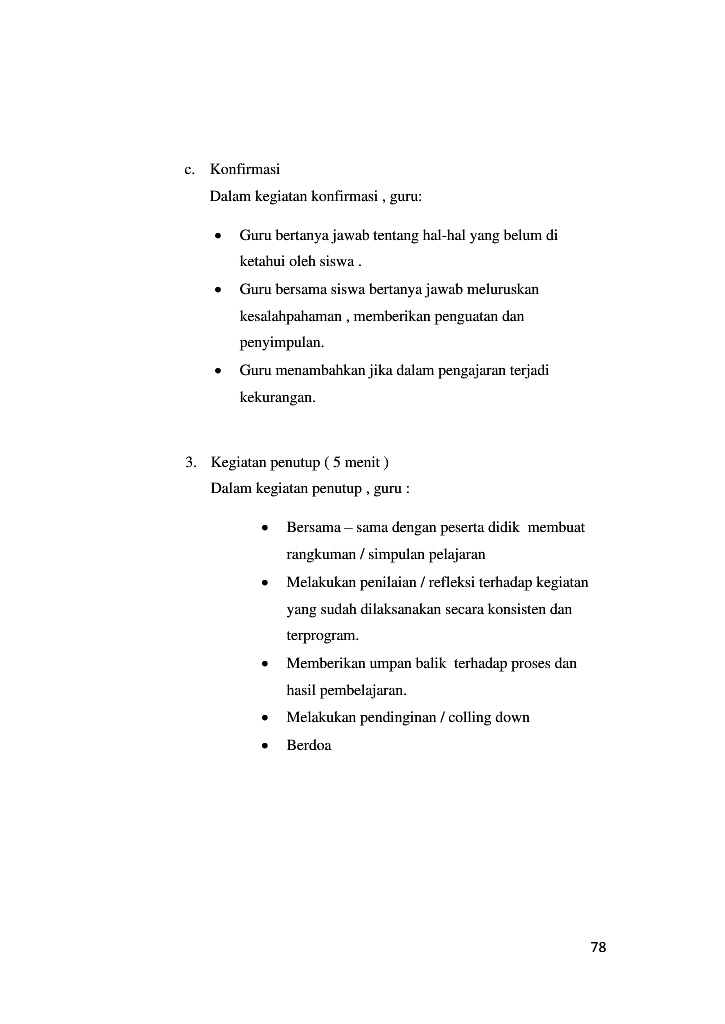 c. Konfirmasi
Dalam kegiatan konfirmasi , guru:
• Guru bertanya jawab tentang hal-hal yang belum di
ketahui oleh siswa .
• Guru bersama siswa bertanya jawab meluruskan
kesalahpahaman , memberikan penguatan dan
penyimpulan.
• Guru menambahkan jika dalam pengajaran terjadi
kekurangan.
3. Kegiatan penutup ( 5 menit )
Dalam kegiatan penutup , guru :
• Bersama – sama dengan peserta didik  membuat
rangkuman / simpulan pelajaran
• Melakukan penilaian / refleksi terhadap kegiatan
yang sudah dilaksanakan secara konsisten dan
terprogram.
• Memberikan umpan balik  terhadap proses dan
hasil pembelajaran.
• Melakukan pendinginan / colling down
• Berdoa
78